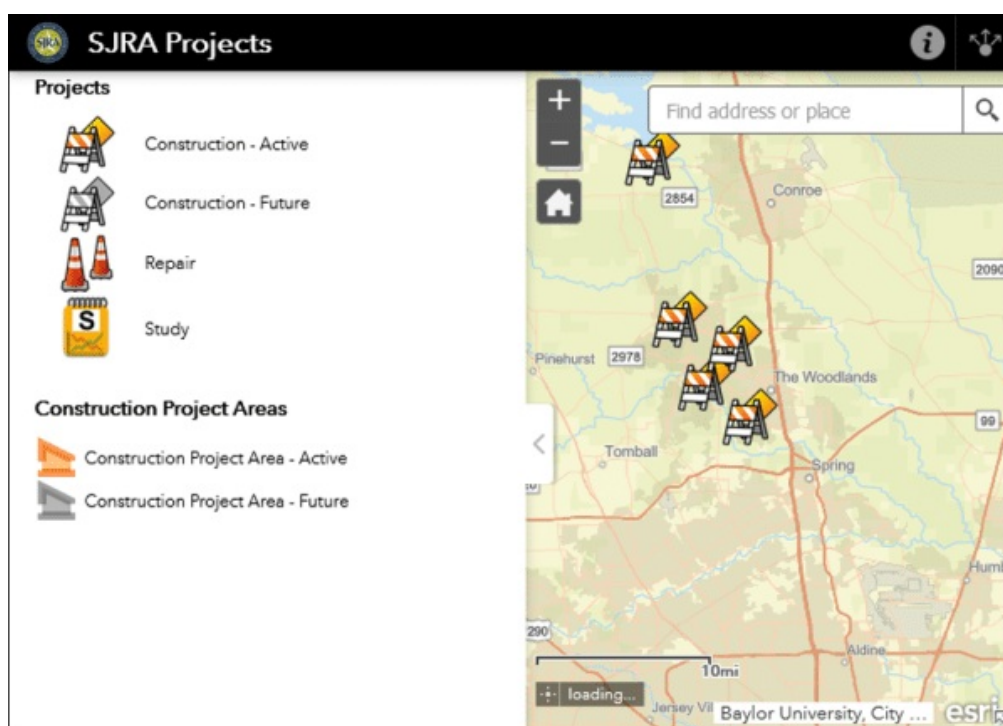 SJRA Projects
Projects
Construction - Active
Construction - Future
Repair
S
Study
Construction Project Areas
Construction Project Area - Active
Construction Project Area - Future
+
−
Find address or place
2854
Conroe
2090
Pinehurst
2978
The Woodlands
99
Tomball
Spring
290
10mi
Aldine
loading...
Jersey Vil
Baylor University, City ...
esri